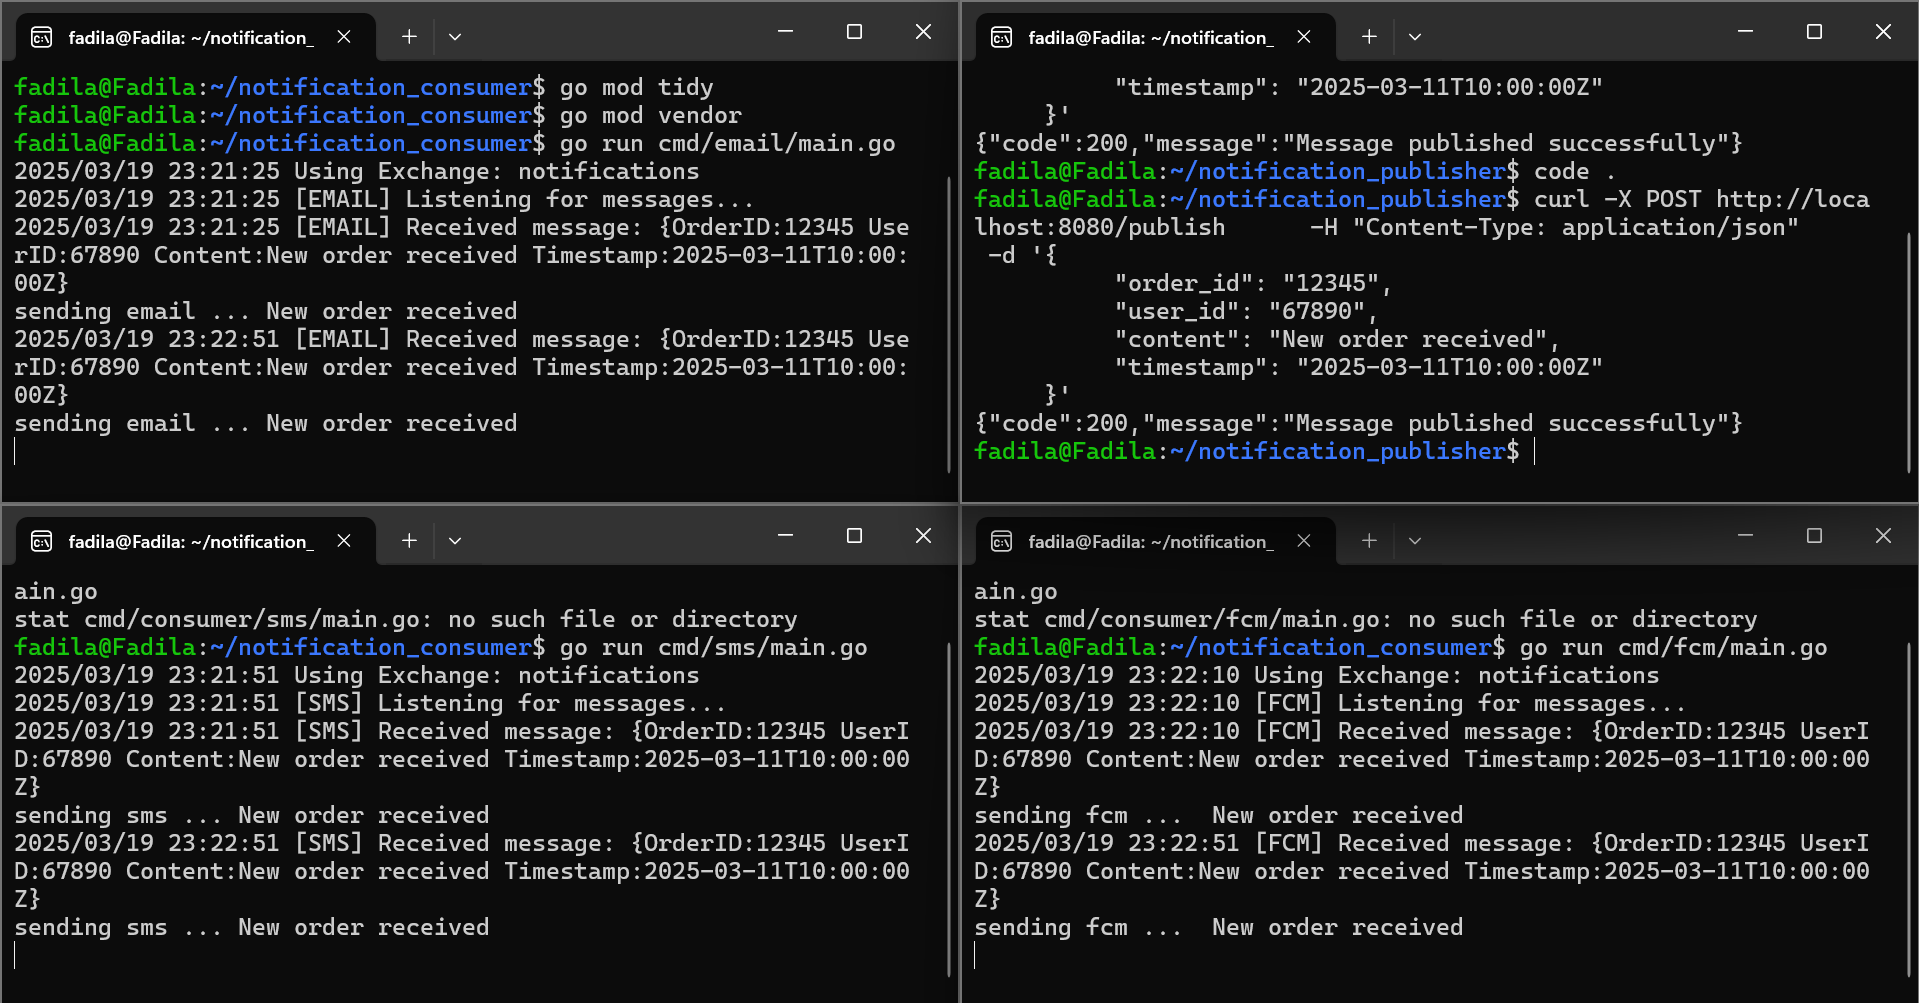 fadila@Fadila: ~/notification_
fadila@Fadila:~/notification_consumer$ go mod tidy
fadila@Fadila:~/notification_consumer$ go mod vendor
fadila@Fadila:~/notification_consumer$ go run cmd/email/main.go
2025/03/19 23:21:25 Using Exchange: notifications
2025/03/19 23:21:25 [EMAIL] Listening for messages...
2025/03/19 23:21:25 [EMAIL] Received message: {OrderID:12345 Use
rID:67890 Content:New order received Timestamp:2025-03-11T10:00:
00Z}
sending email ... New order received
2025/03/19 23:22:51 [EMAIL] Received message: {OrderID:12345 Use
rID:67890 Content:New order received Timestamp:2025-03-11T10:00:
00Z}
sending email ... New order received
fadila@Fadila: ~/notification_
"timestamp": "2025-03-11T10:00:00Z"
}'
{"code":200,"message":"Message published successfully"}
fadila@Fadila:~/notification_publisher$ code .
fadila@Fadila:~/notification_publisher$ curl -X POST http://loca
lhost:8080/publish      -H "Content-Type: application/json"
-d '{
"order_id": "12345",
"user_id": "67890",
"content": "New order received",
"timestamp": "2025-03-11T10:00:00Z"
}'
{"code":200,"message":"Message published successfully"}
fadila@Fadila:~/notification_publisher$
fadila@Fadila: ~/notification_
ain.go
stat cmd/consumer/sms/main.go: no such file or directory
fadila@Fadila:~/notification_consumer$ go run cmd/sms/main.go
2025/03/19 23:21:51 Using Exchange: notifications
2025/03/19 23:21:51 [SMS] Listening for messages...
2025/03/19 23:21:51 [SMS] Received message: {OrderID:12345 UserI
D:67890 Content:New order received Timestamp:2025-03-11T10:00:00
Z}
sending sms ... New order received
2025/03/19 23:22:51 [SMS] Received message: {OrderID:12345 UserI
D:67890 Content:New order received Timestamp:2025-03-11T10:00:00
Z}
sending sms ... New order received
fadila@Fadila: ~/notification_
ain.go
stat cmd/consumer/fcm/main.go: no such file or directory
fadila@Fadila:~/notification_consumer$ go run cmd/fcm/main.go
2025/03/19 23:22:10 Using Exchange: notifications
2025/03/19 23:22:10 [FCM] Listening for messages...
2025/03/19 23:22:10 [FCM] Received message: {OrderID:12345 UserI
D:67890 Content:New order received Timestamp:2025-03-11T10:00:00
Z}
sending fcm ...  New order received
2025/03/19 23:22:51 [FCM] Received message: {OrderID:12345 UserI
D:67890 Content:New order received Timestamp:2025-03-11T10:00:00
Z}
sending fcm ...  New order received